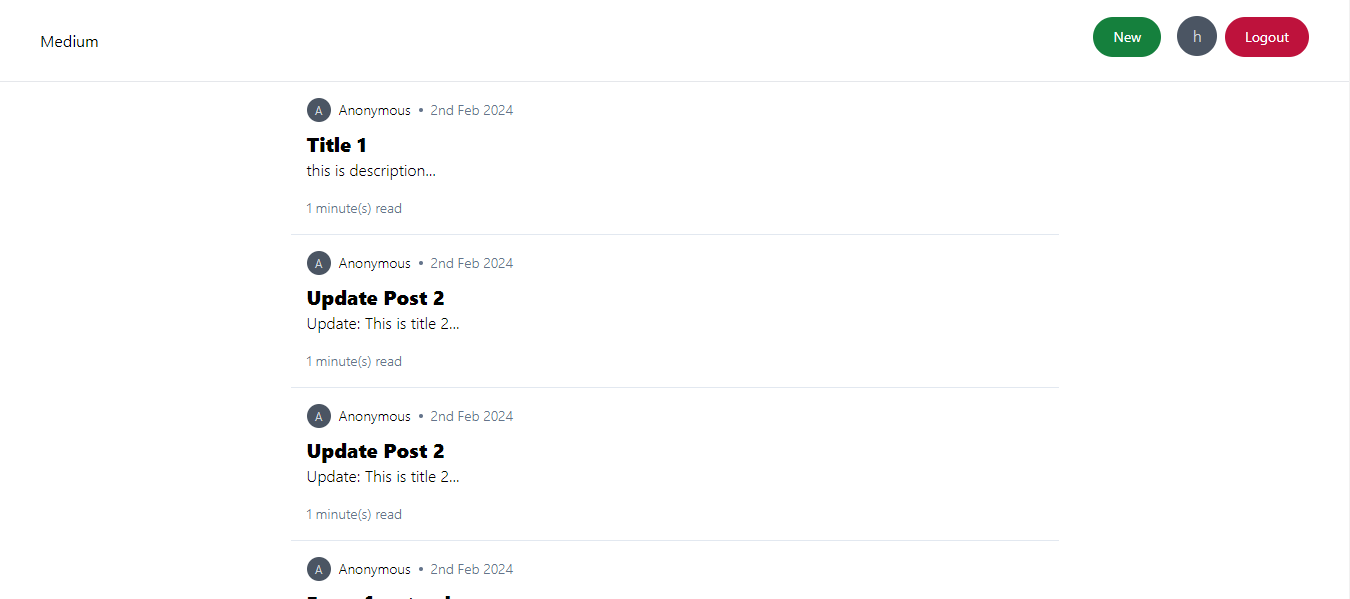 Medium
New
h
Logout
A Anonymous • 2nd Feb 2024
Title 1
this is description...
1 minute(s) read
A Anonymous • 2nd Feb 2024
Update Post 2
Update: This is title 2...
1 minute(s) read
A Anonymous • 2nd Feb 2024
Update Post 2
Update: This is title 2...
1 minute(s) read
A Anonymous • 2nd Feb 2024